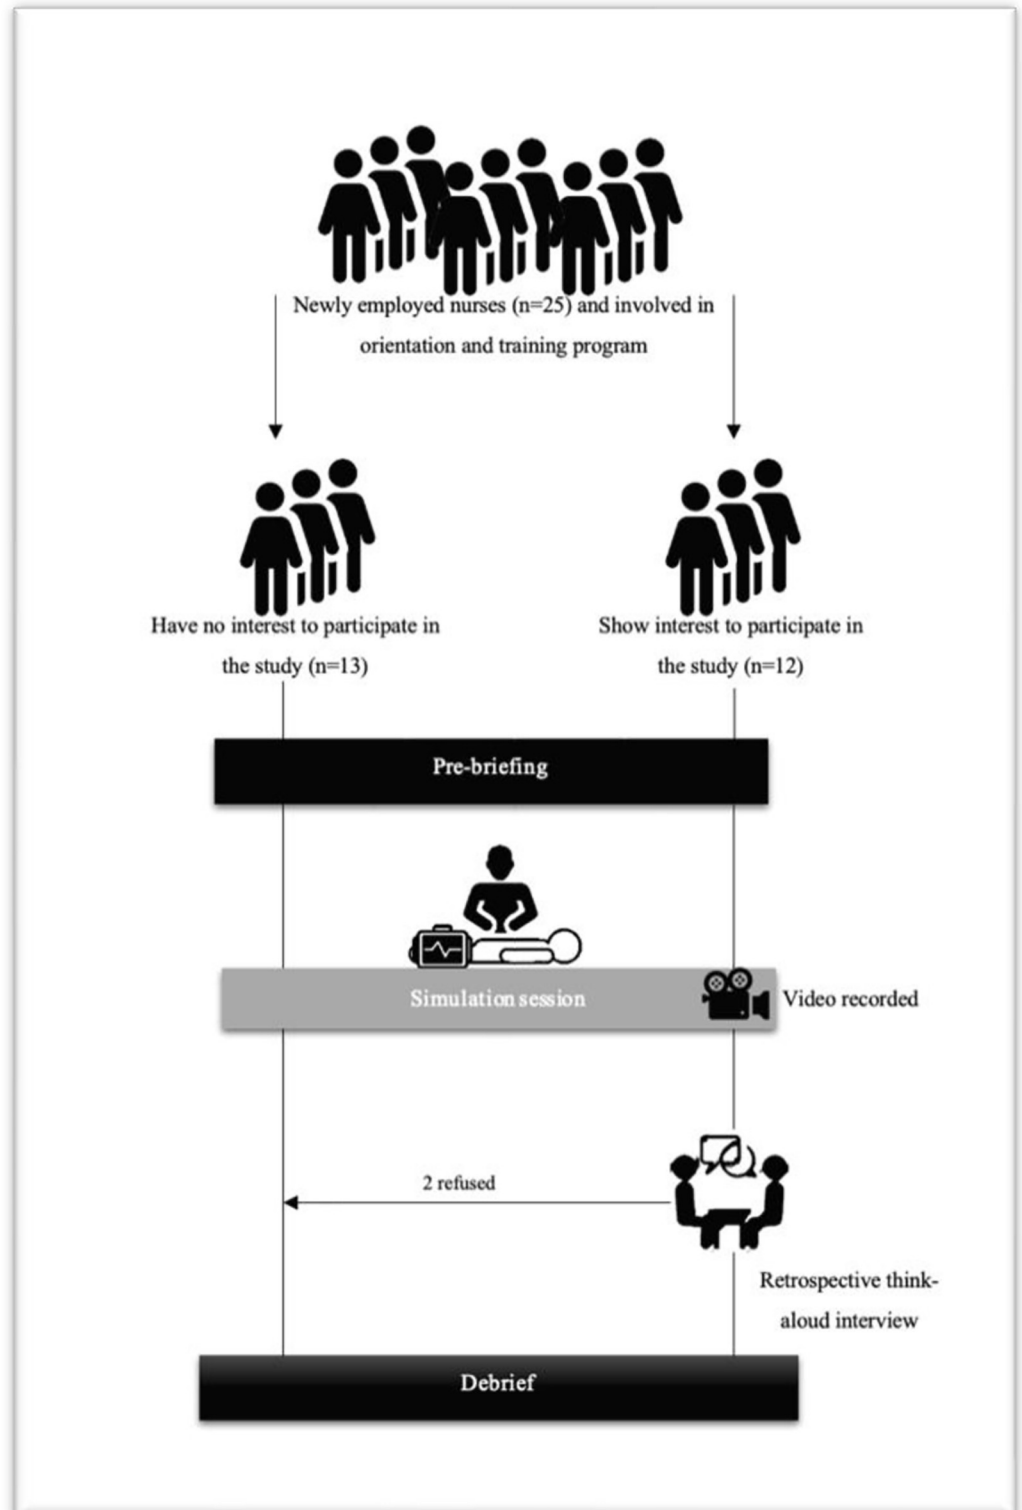 Newly employed nurses (n=25) and involved in
orientation and training program
Have no interest to participate in
the study (n=13)
Show interest to participate in
the study (n=12)
Pre-briefing
Simulation session
Video recorded
2 refused
Retrospective think-
aloud interview
Debrief